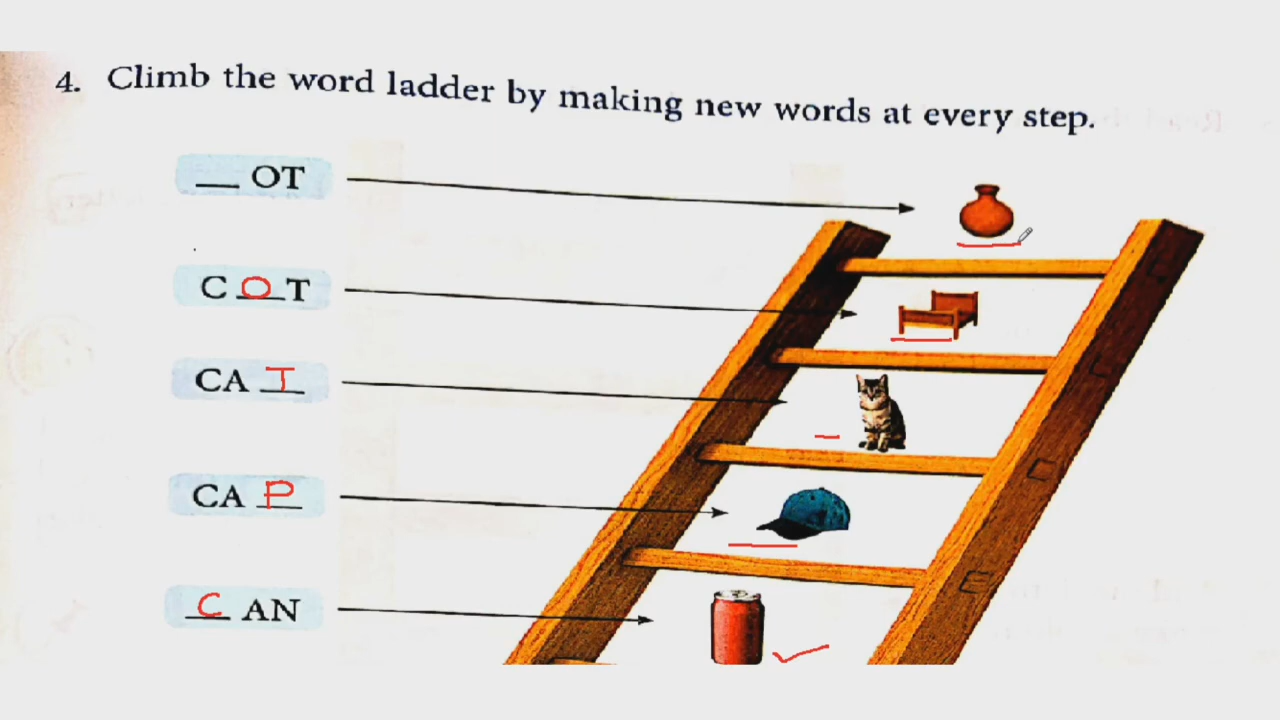 4. Climb the word ladder by making new words at every step.
__ OT
C O T
CA T
CA P
C AN